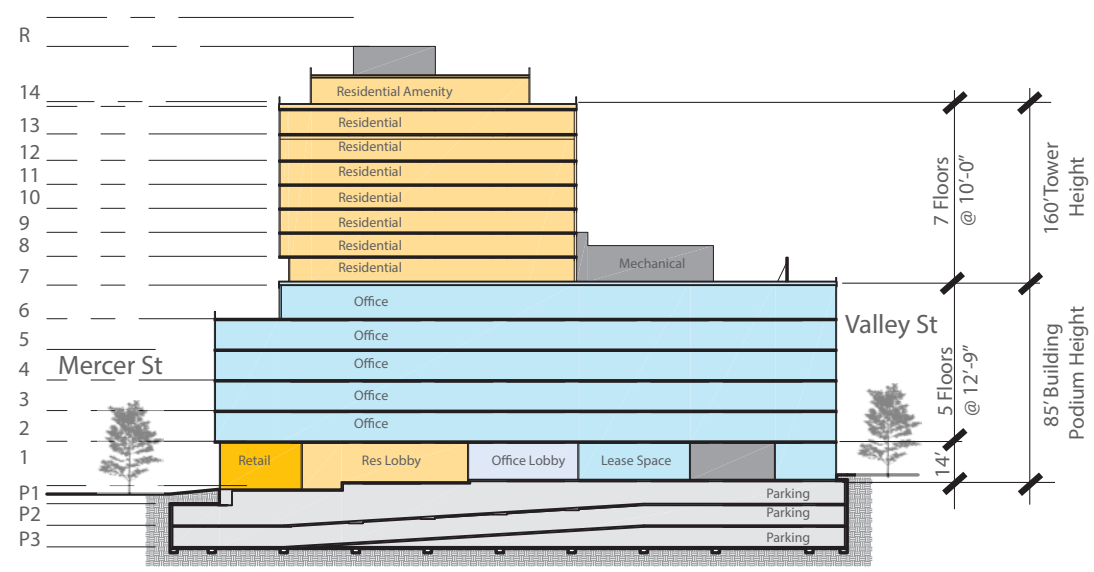 R
14
13
12
11
10
9
8
7
6
5
4
3
2
1
P1
P2
P3
Mercer St
Residential Amenity
Residential
Residential
Residential
Residential
Residential
Residential
Residential
Mechanical
Office
Office
Office
Office
Office
Retail
Res Lobby
Office Lobby
Lease Space
Parking
Parking
Parking
Valley St
7 Floors
@ 10'-0"
160' Tower
Height
5 Floors
@ 12'-9"
85' Building
Podium Height
14'